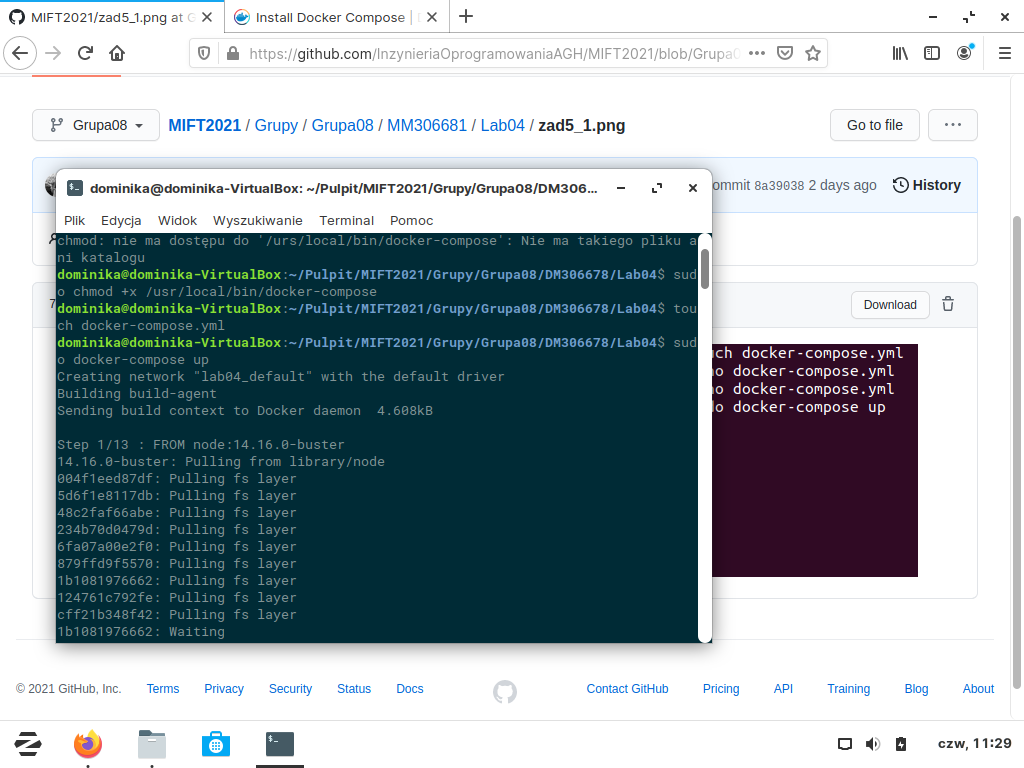 MIFT2021/zad5_1.png at G
Install Docker Compose | D
https://github.com/InzynieriaOprogramowaniaAGH/MIFT2021/blob/Grupa0
Grupa08
MIFT2021 / Grupy / Grupa08 / MM306681 / Lab04 / zad5_1.png
Go to file
ommit 8a39038 2 days ago
History
dominika@dominika-VirtualBox: ~/Pulpit/MIFT2021/Grupy/Grupa08/DM306...
Plik Edycja Widok Wyszukiwanie Terminal Pomoc
chmod: nie ma dostępu do '/urs/local/bin/docker-compose': Nie ma takiego pliku a
ni katalogu
dominika@dominika-VirtualBox:~/Pulpit/MIFT2021/Grupy/Grupa08/DM306678/Lab04$ sud
o chmod +x /usr/local/bin/docker-compose
dominika@dominika-VirtualBox:~/Pulpit/MIFT2021/Grupy/Grupa08/DM306678/Lab04$ tou
ch docker-compose.yml
dominika@dominika-VirtualBox:~/Pulpit/MIFT2021/Grupy/Grupa08/DM306678/Lab04$ sud
o docker-compose up
Creating network "lab04_default" with the default driver
Building build-agent
Sending build context to Docker daemon  4.608kB
Step 1/13 : FROM node:14.16.0-buster
14.16.0-buster: Pulling from library/node
004f1eed87df: Pulling fs layer
5d6f1e8117db: Pulling fs layer
48c2faf66abe: Pulling fs layer
234b70d0479d: Pulling fs layer
6fa07a00e2f0: Pulling fs layer
879ffd9f5570: Pulling fs layer
1b1081976662: Pulling fs layer
124761c792fe: Pulling fs layer
cff21b348f42: Pulling fs layer
1b1081976662: Waiting
7
Download
ch docker-compose.yml
no docker-compose.yml
no docker-compose.yml
do docker-compose up
© 2021 GitHub, Inc. Terms Privacy Security Status Docs Contact GitHub Pricing API Training Blog About
czw, 11:29